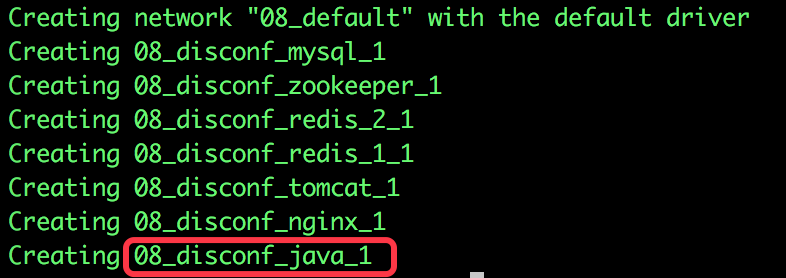 Creating network "08_default" with the default driver
Creating 08_disconf_mysql_1
Creating 08_disconf_zookeeper_1
Creating 08_disconf_redis_2_1
Creating 08_disconf_redis_1_1
Creating 08_disconf_tomcat_1
Creating 08_disconf_nginx_1
Creating 08_disconf_java_1